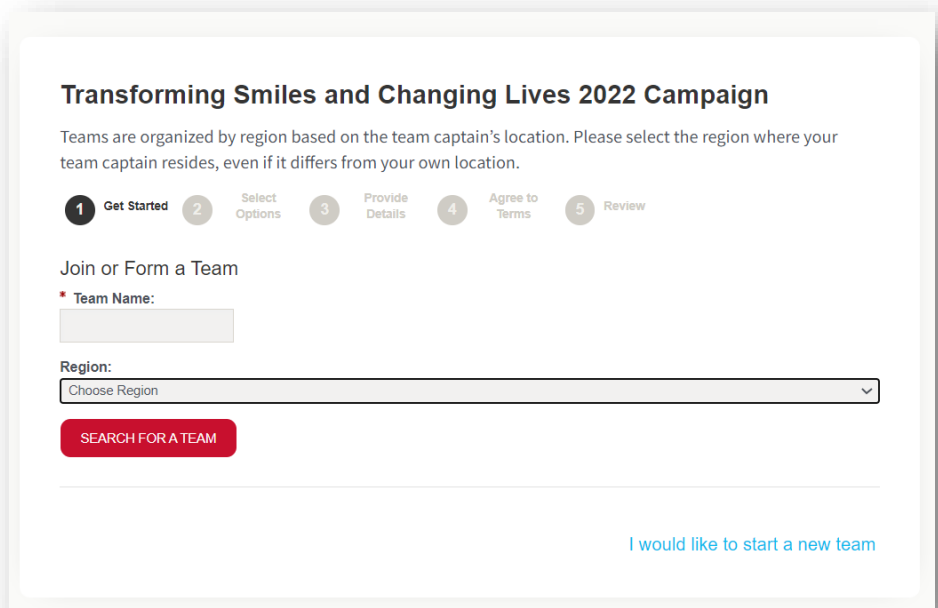 Transforming Smiles and Changing Lives 2022 Campaign
Teams are organized by region based on the team captain’s location. Please select the region where your
team captain resides, even if it differs from your own location.
1 Get Started 2 Select Options 3 Provide Details 4 Agree to Terms 5 Review
Join or Form a Team
* Team Name:
Region:
Choose Region
SEARCH FOR A TEAM
I would like to start a new team